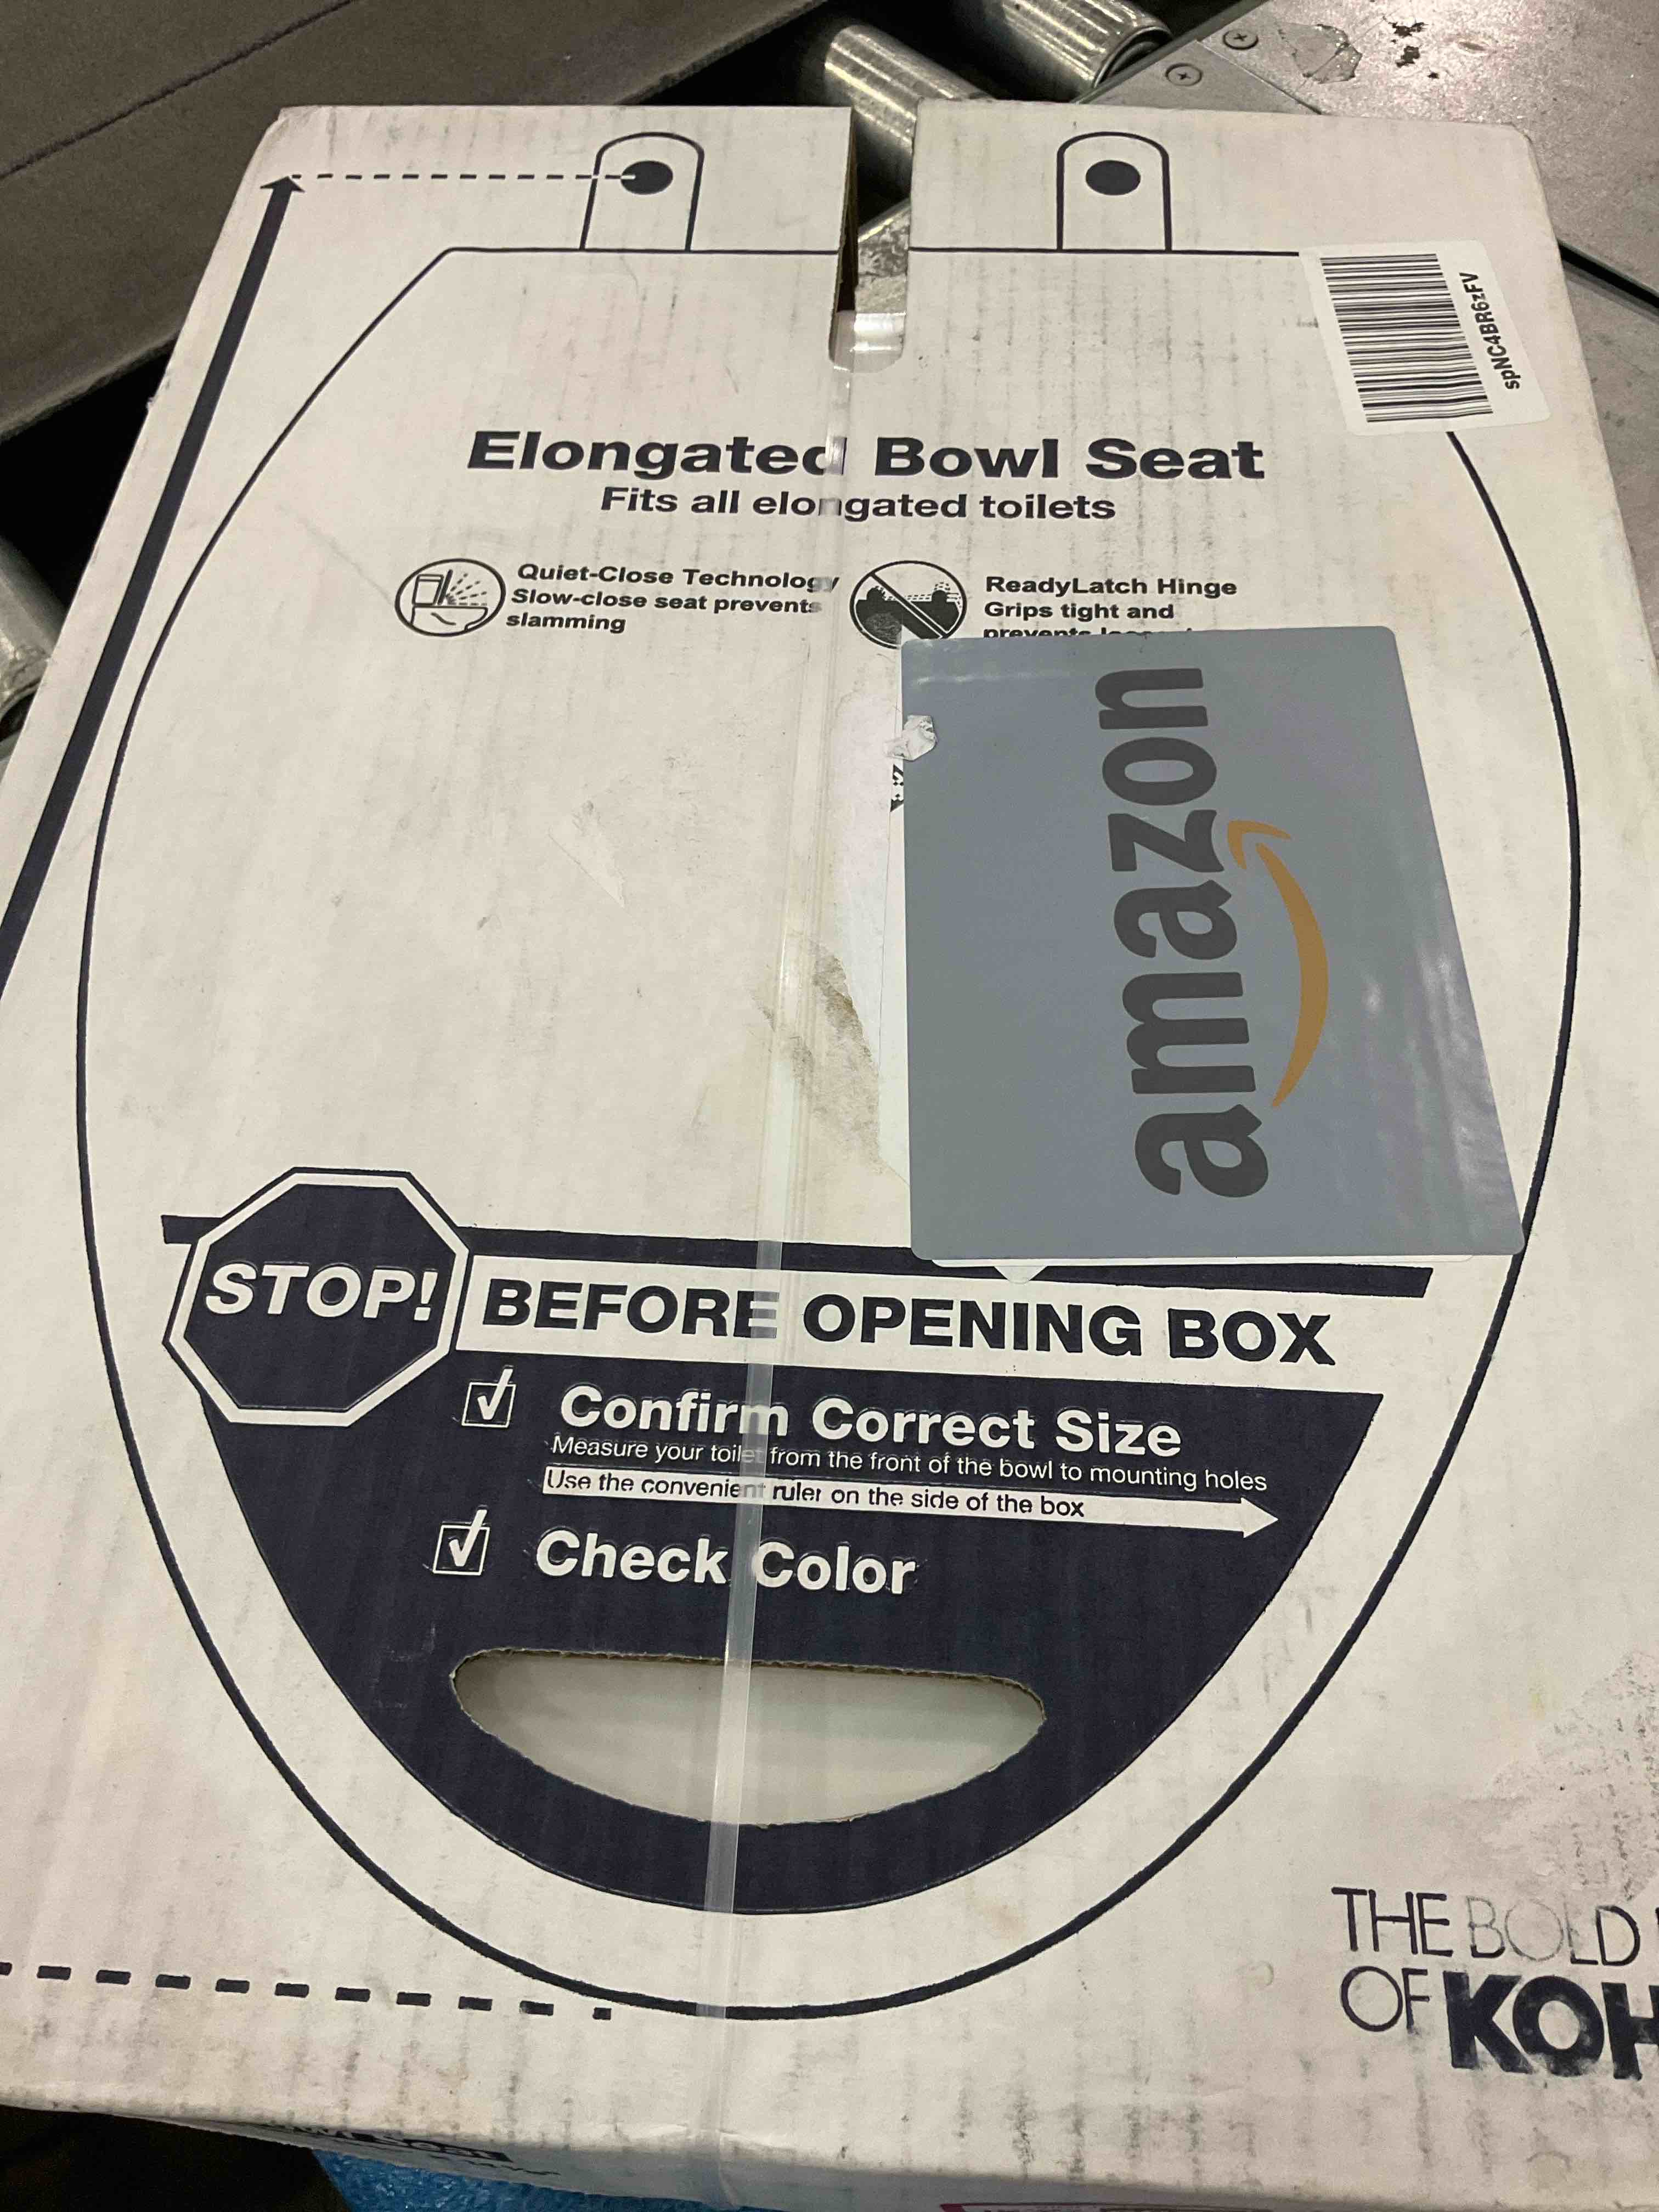 spNC4BR6zFV
Elongated Bowl Seat
Fits all elongated toilets
Quiet-Close Technology
Slow-close seat prevents
slamming
ReadyLatch Hinge
Grips tight and
prevents
amazon
STOP! BEFORE OPENING BOX
Confirm Correct Size
Measure your toilet from the front of the bowl to mounting holes
Use the convenient ruler on the side of the box
Check Color
THE BOLD
OF KOH